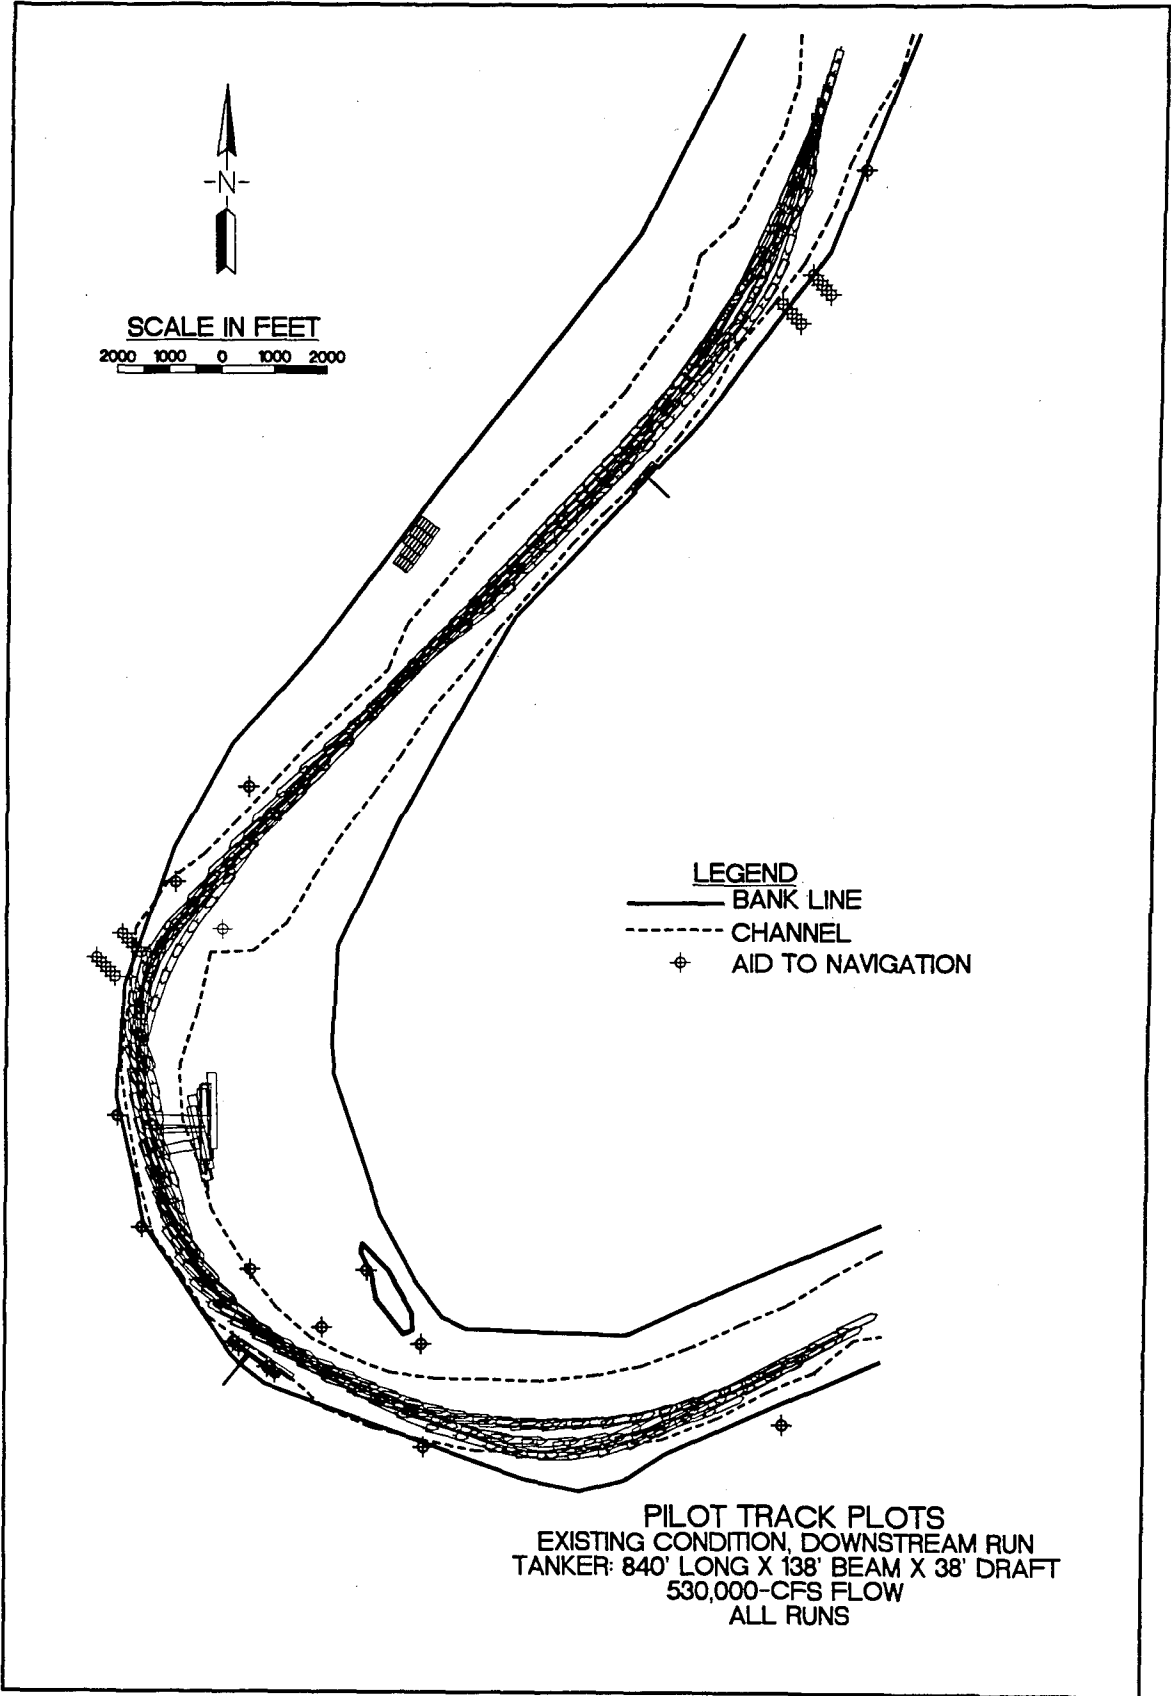 N
SCALE IN FEET
2000 1000 0 1000 2000
LEGEND
BANK LINE
CHANNEL
AID TO NAVIGATION
PILOT TRACK PLOTS
EXISTING CONDITION, DOWNSTREAM RUN
TANKER: 840' LONG X 138' BEAM X 38' DRAFT
530,000-CFS FLOW
ALL RUNS